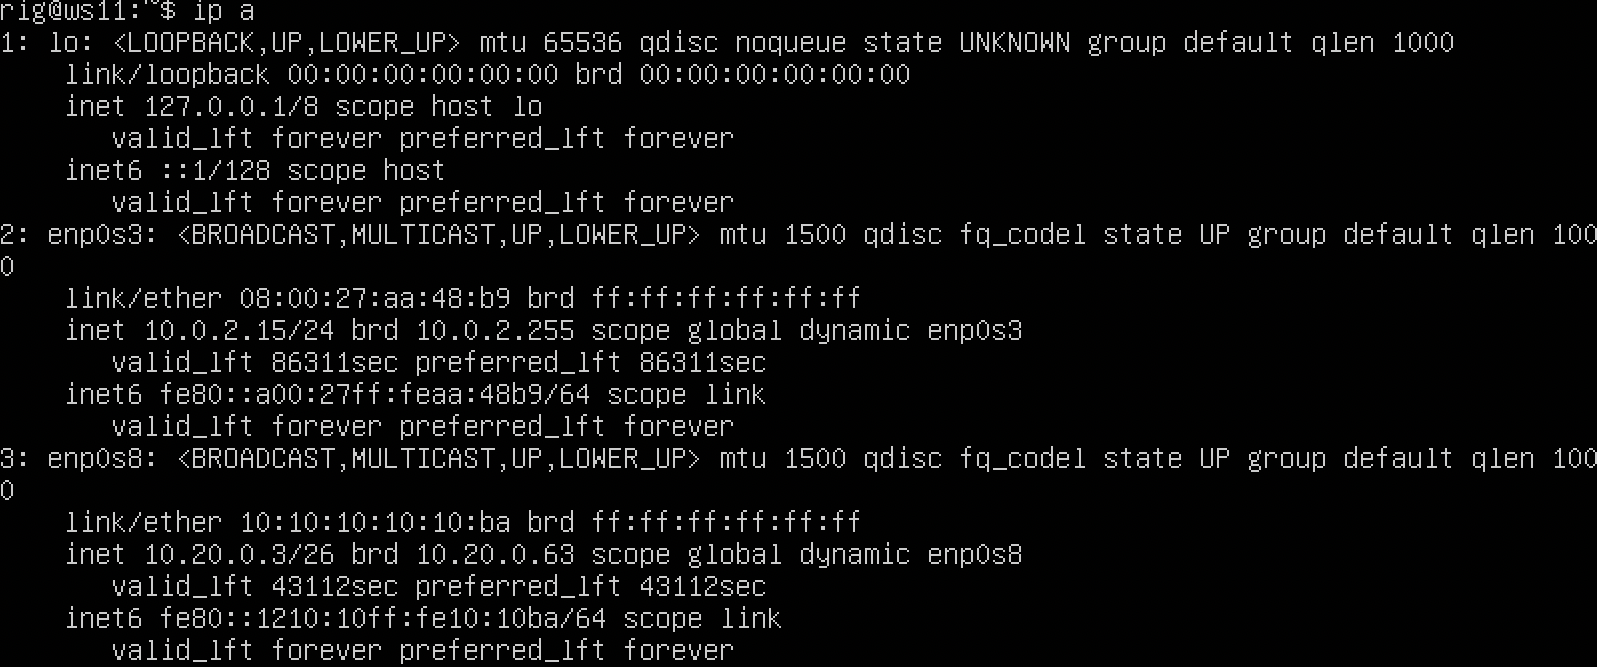 rig@ws11:~$ ip a
1: lo: <LOOPBACK,UP,LOWER_UP> mtu 65536 qdisc noqueue state UNKNOWN group default qlen 1000
    link/loopback 00:00:00:00:00:00 brd 00:00:00:00:00:00
    inet 127.0.0.1/8 scope host lo
       valid_lft forever preferred_lft forever
    inet6 ::1/128 scope host
       valid_lft forever preferred_lft forever
2: enp0s3: <BROADCAST,MULTICAST,UP,LOWER_UP> mtu 1500 qdisc fq_codel state UP group default qlen 100
0
    link/ether 08:00:27:aa:48:b9 brd ff:ff:ff:ff:ff:ff
    inet 10.0.2.15/24 brd 10.0.2.255 scope global dynamic enp0s3
       valid_lft 86311sec preferred_lft 86311sec
    inet6 fe80::a00:27ff:feaa:48b9/64 scope link
       valid_lft forever preferred_lft forever
3: enp0s8: <BROADCAST,MULTICAST,UP,LOWER_UP> mtu 1500 qdisc fq_codel state UP group default qlen 100
0
    link/ether 10:10:10:10:10:ba brd ff:ff:ff:ff:ff:ff
    inet 10.20.0.3/26 brd 10.20.0.63 scope global dynamic enp0s8
       valid_lft 43112sec preferred_lft 43112sec
    inet6 fe80::1210:10ff:fe10:10ba/64 scope link
       valid_lft forever preferred_lft forever